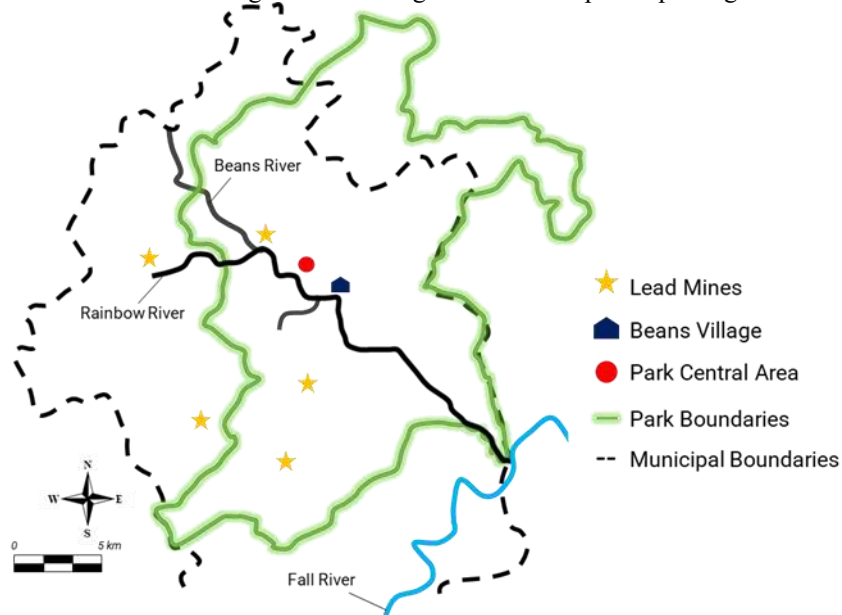 Beans River
Rainbow River
Lead Mines
Beans Village
Park Central Area
Park Boundaries
Municipal Boundaries
N
W E
S
0 5 km
Fall River